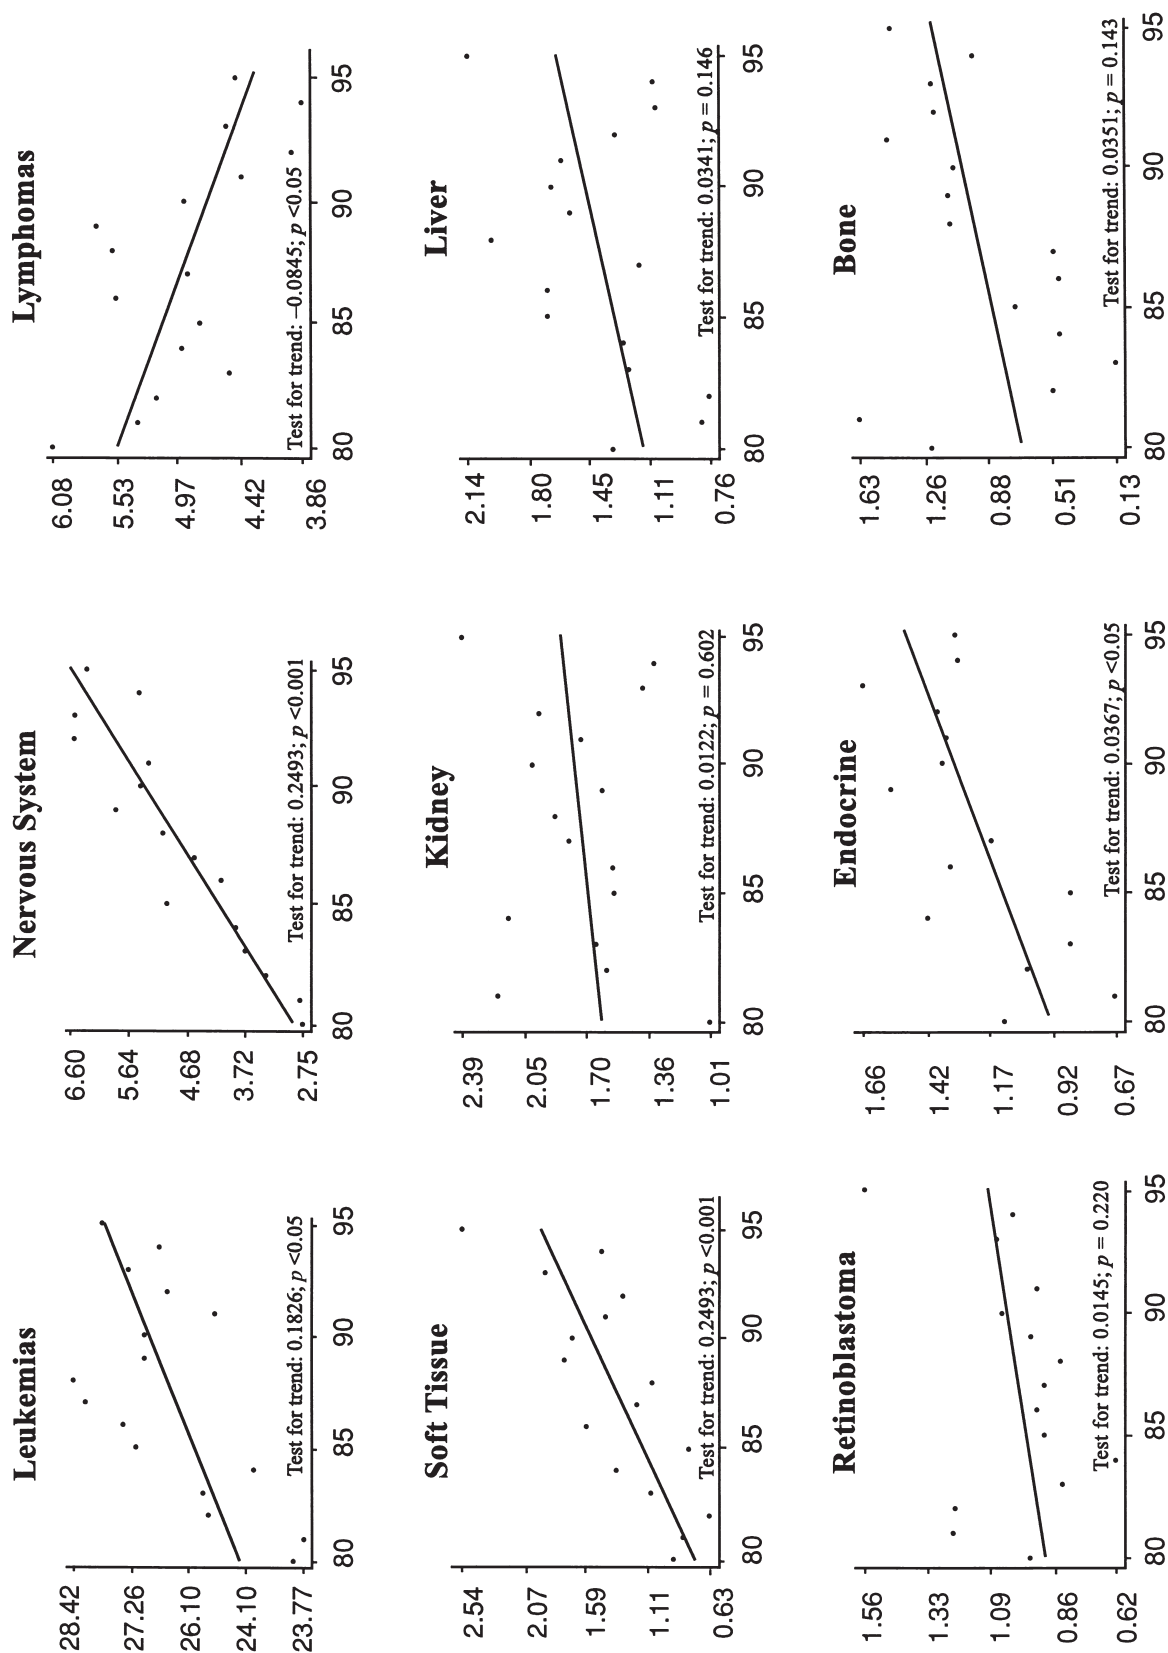 Leukemias
28.42
27.26
26.10
24.10
23.77
Test for trend: 0.1826; p <0.05
80 85 90 95
Nervous System
6.60
5.64
4.68
3.72
2.75
Test for trend: 0.2493; p <0.001
80 85 90 95
Lymphomas
6.08
5.53
4.97
4.42
3.86
Test for trend: –0.0845; p <0.05
80 85 90 95
Soft Tissue
2.54
2.07
1.59
1.11
0.63
Test for trend: 0.2493; p <0.001
80 85 90 95
Kidney
2.39
2.05
1.70
1.36
1.01
Test for trend: 0.0122; p = 0.602
80 85 90 95
Liver
2.14
1.80
1.45
1.11
0.76
Test for trend: 0.0341; p = 0.146
80 85 90 95
Retinoblastoma
1.56
1.33
1.09
0.86
0.62
Test for trend: 0.0145; p = 0.220
80 85 90 95
Endocrine
1.66
1.42
1.17
0.92
0.67
Test for trend: 0.0367; p <0.05
80 85 90 95
Bone
1.63
1.26
0.88
0.51
0.13
Test for trend: 0.0351; p = 0.143
80 85 90 95